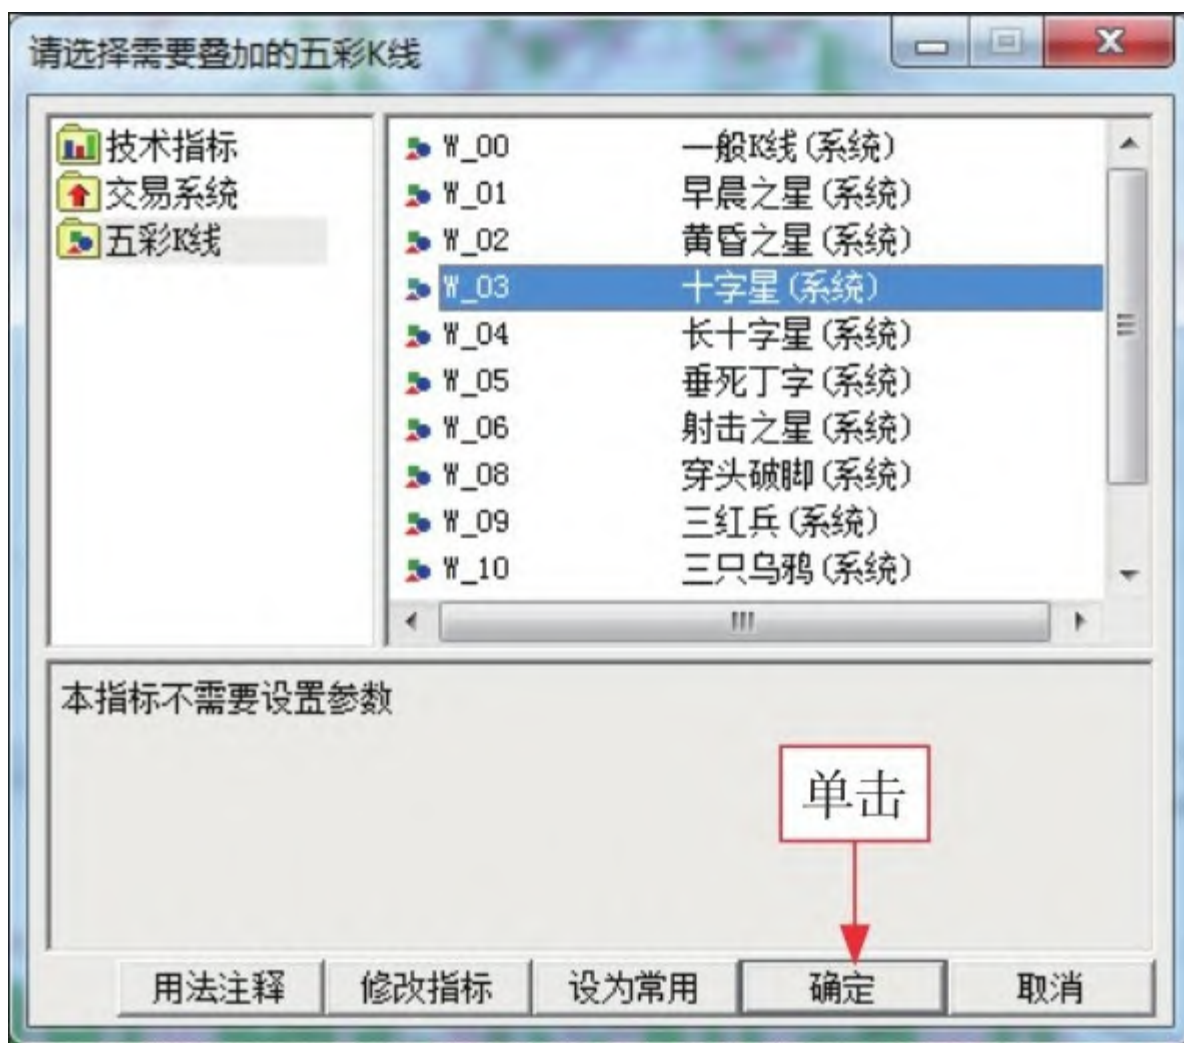 请选择需要叠加的五彩K线
技术指标
交易系统
五彩K线
W_00 一般K线(系统)
W_01 早晨之星(系统)
W_02 黄昏之星(系统)
W_03 十字星(系统)
W_04 长十字星(系统)
W_05 垂死丁字(系统)
W_06 射击之星(系统)
W_08 穿头破脚(系统)
W_09 三红兵(系统)
W_10 三只乌鸦(系统)
本指标不需要设置参数
单击
用法注释 修改指标 设为常用 确定 取消